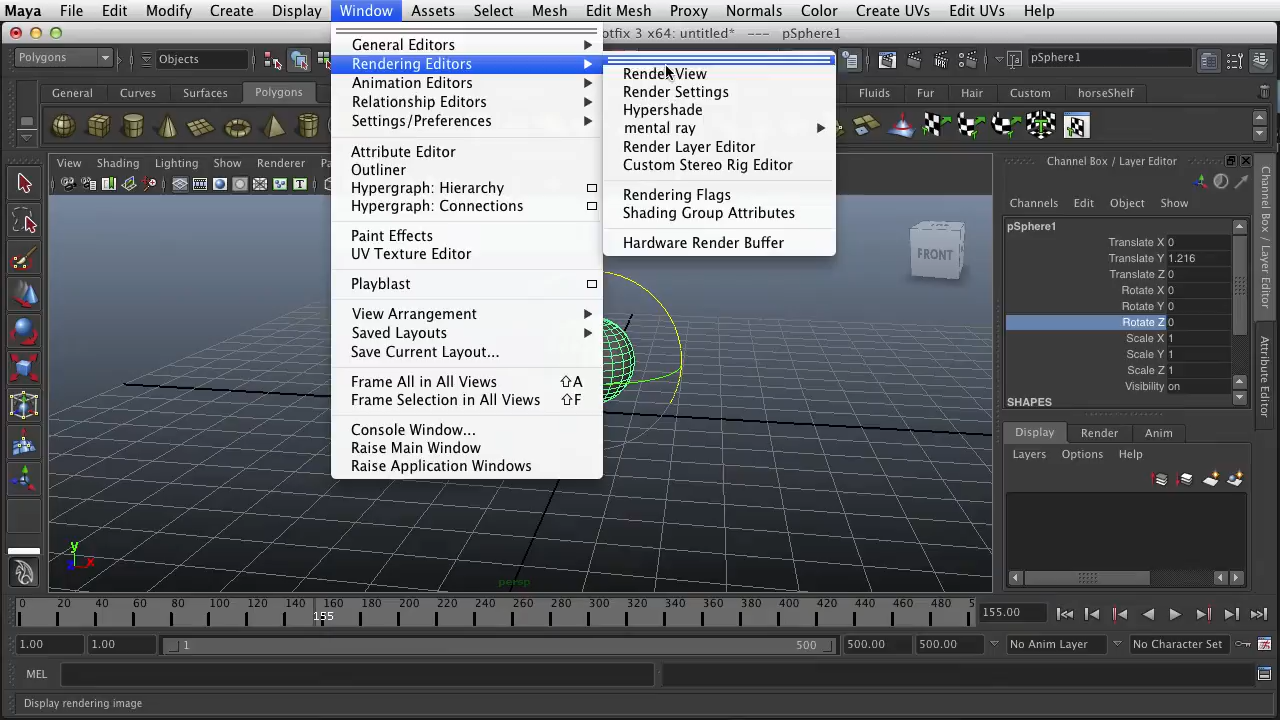 Maya File Edit Modify Create Display Window Assets Select Mesh Edit Mesh Proxy Normals Color Create UVs Edit UVs Help
otfix 3 x64: untitled* --- pSphere1
Polygons Objects pSphere1
General Curves Surfaces Polygons Fluids Fur Hair Custom horseShelf
View Shading Lighting Show Renderer Pa
General Editors
Rendering Editors
Animation Editors
Relationship Editors
Settings/Preferences
Attribute Editor
Outliner
Hypergraph: Hierarchy
Hypergraph: Connections
Paint Effects
UV Texture Editor
Playblast
View Arrangement
Saved Layouts
Save Current Layout...
Frame All in All Views ⇧A
Frame Selection in All Views ⇧F
Console Window...
Raise Main Window
Raise Application Windows
Render View
Render Settings
Hypershade
mental ray
Render Layer Editor
Custom Stereo Rig Editor
Rendering Flags
Shading Group Attributes
Hardware Render Buffer
FRONT
y
x
persp
Channel Box / Layer Editor
Channels Edit Object Show
pSphere1
Translate X 0
Translate Y 1.216
Translate Z 0
Rotate X 0
Rotate Y 0
Rotate Z 0
Scale X 1
Scale Y 1
Scale Z 1
Visibility on
SHAPES
Display Render Anim
Layers Options Help
Channel Box / Layer Editor
Attribute Editor
0 20 40 60 80 100 120 140 160 180 200 220 240 260 280 300 320 340 360 380 400 420 440 460 480 5
155
155.00
1.00 1.00 1 500 500.00 500.00 No Anim Layer No Character Set
MEL
Display rendering image